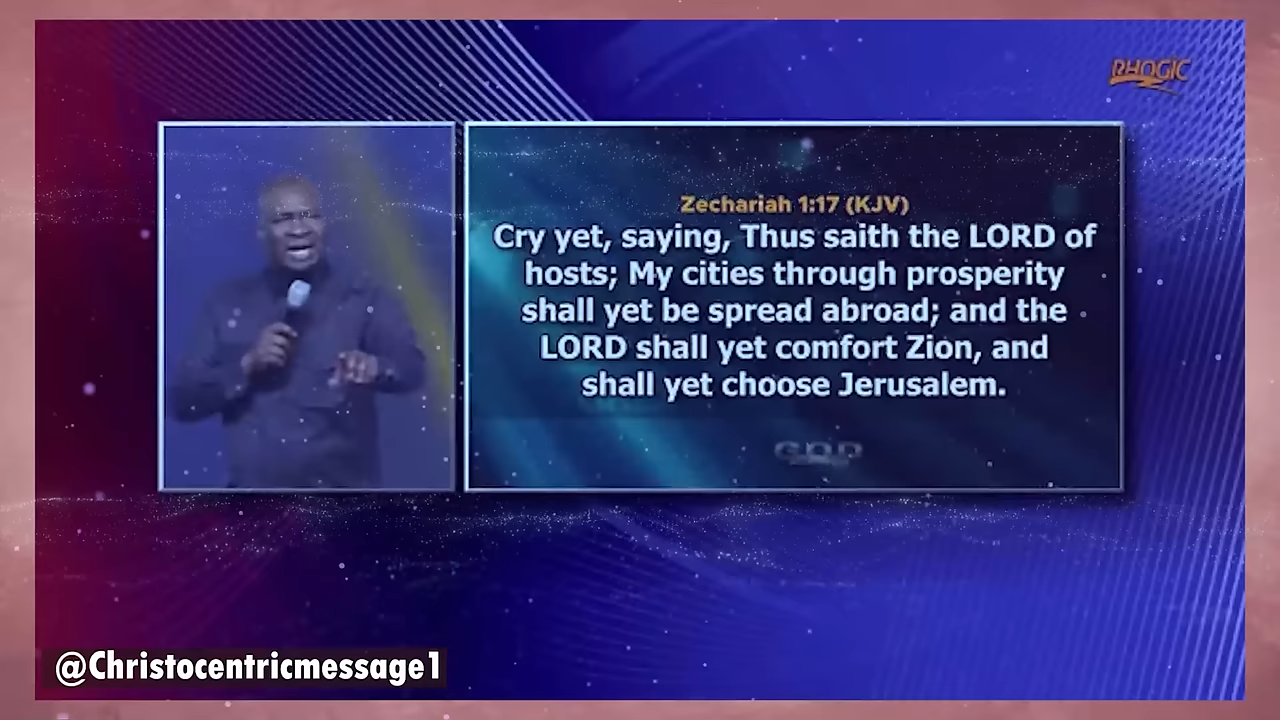 RHOGIC
Zechariah 1:17 (KJV)
Cry yet, saying, Thus saith the LORD of
hosts; My cities through prosperity
shall yet be spread abroad; and the
LORD shall yet comfort Zion, and
shall yet choose Jerusalem.
@Christocentricmessage1